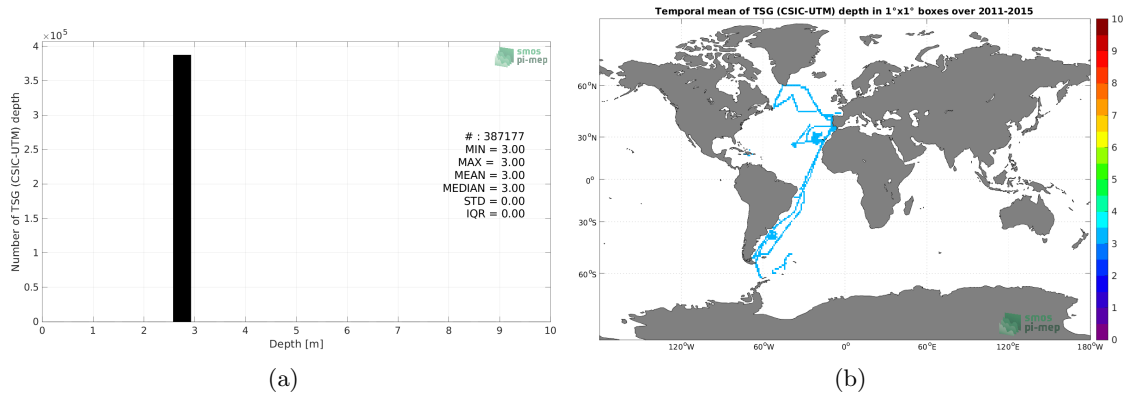 ×10⁵
4
3.5
3
2.5
2
1.5
1
0.5
0
Number of TSG (CSIC-UTM) depth
smos
pi-mep
# : 387177
MIN = 3.00
MAX = 3.00
MEAN = 3.00
MEDIAN = 3.00
STD = 0.00
IQR = 0.00
0 1 2 3 4 5 6 7 8 9 10
Depth [m]
(a)
Temporal mean of TSG (CSIC-UTM) depth in 1°x1° boxes over 2011-2015
60°N
30°N
0°
30°S
60°S
120°W 60°W 0° 60°E 120°E 180°W
10
9
8
7
6
5
4
3
2
1
0
smos
pi-mep
(b)